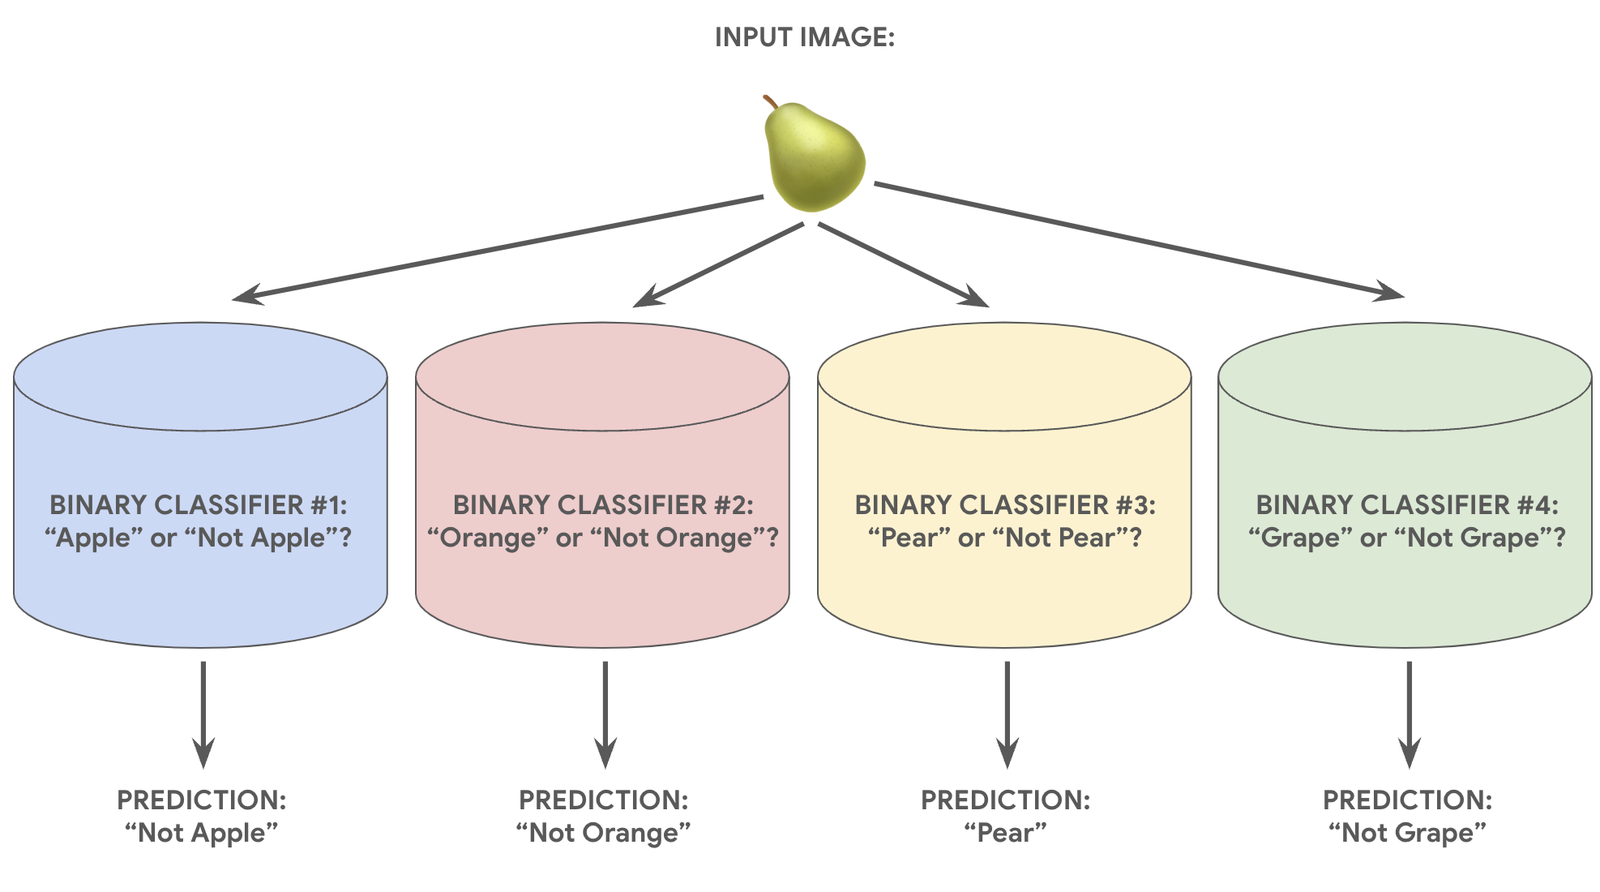 INPUT IMAGE:
BINARY CLASSIFIER #1:
“Apple” or “Not Apple”?
BINARY CLASSIFIER #2:
“Orange” or “Not Orange”?
BINARY CLASSIFIER #3:
“Pear” or “Not Pear”?
BINARY CLASSIFIER #4:
“Grape” or “Not Grape”?
PREDICTION:
“Not Apple”
PREDICTION:
“Not Orange”
PREDICTION:
“Pear”
PREDICTION:
“Not Grape”